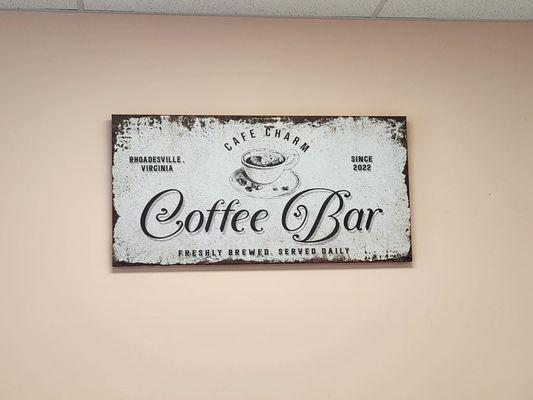 CAFE CHARM
RHOADESVILLE,
VIRGINIA
SINCE
2022
Coffee Bar
FRESHLY BREWED. SERVED DAILY